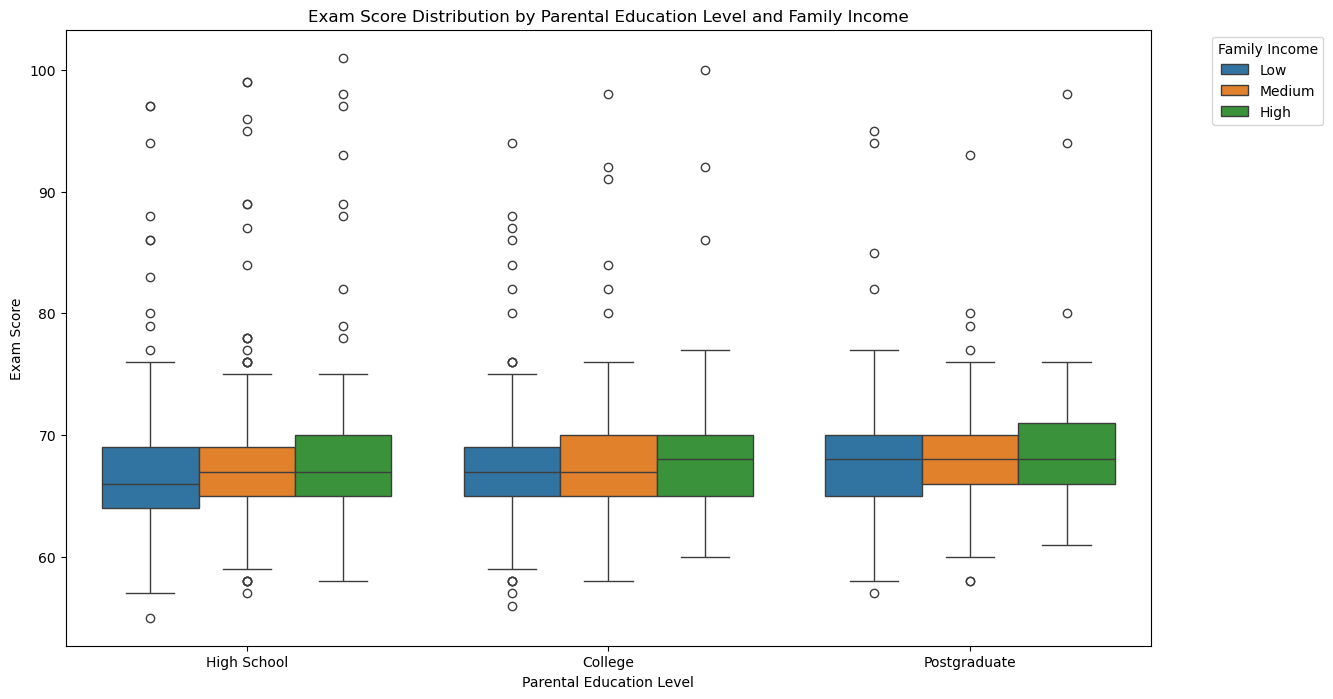 Exam Score Distribution by Parental Education Level and Family Income
Family Income
Low
Medium
High
Exam Score
100
90
80
70
60
High School
College
Postgraduate
Parental Education Level